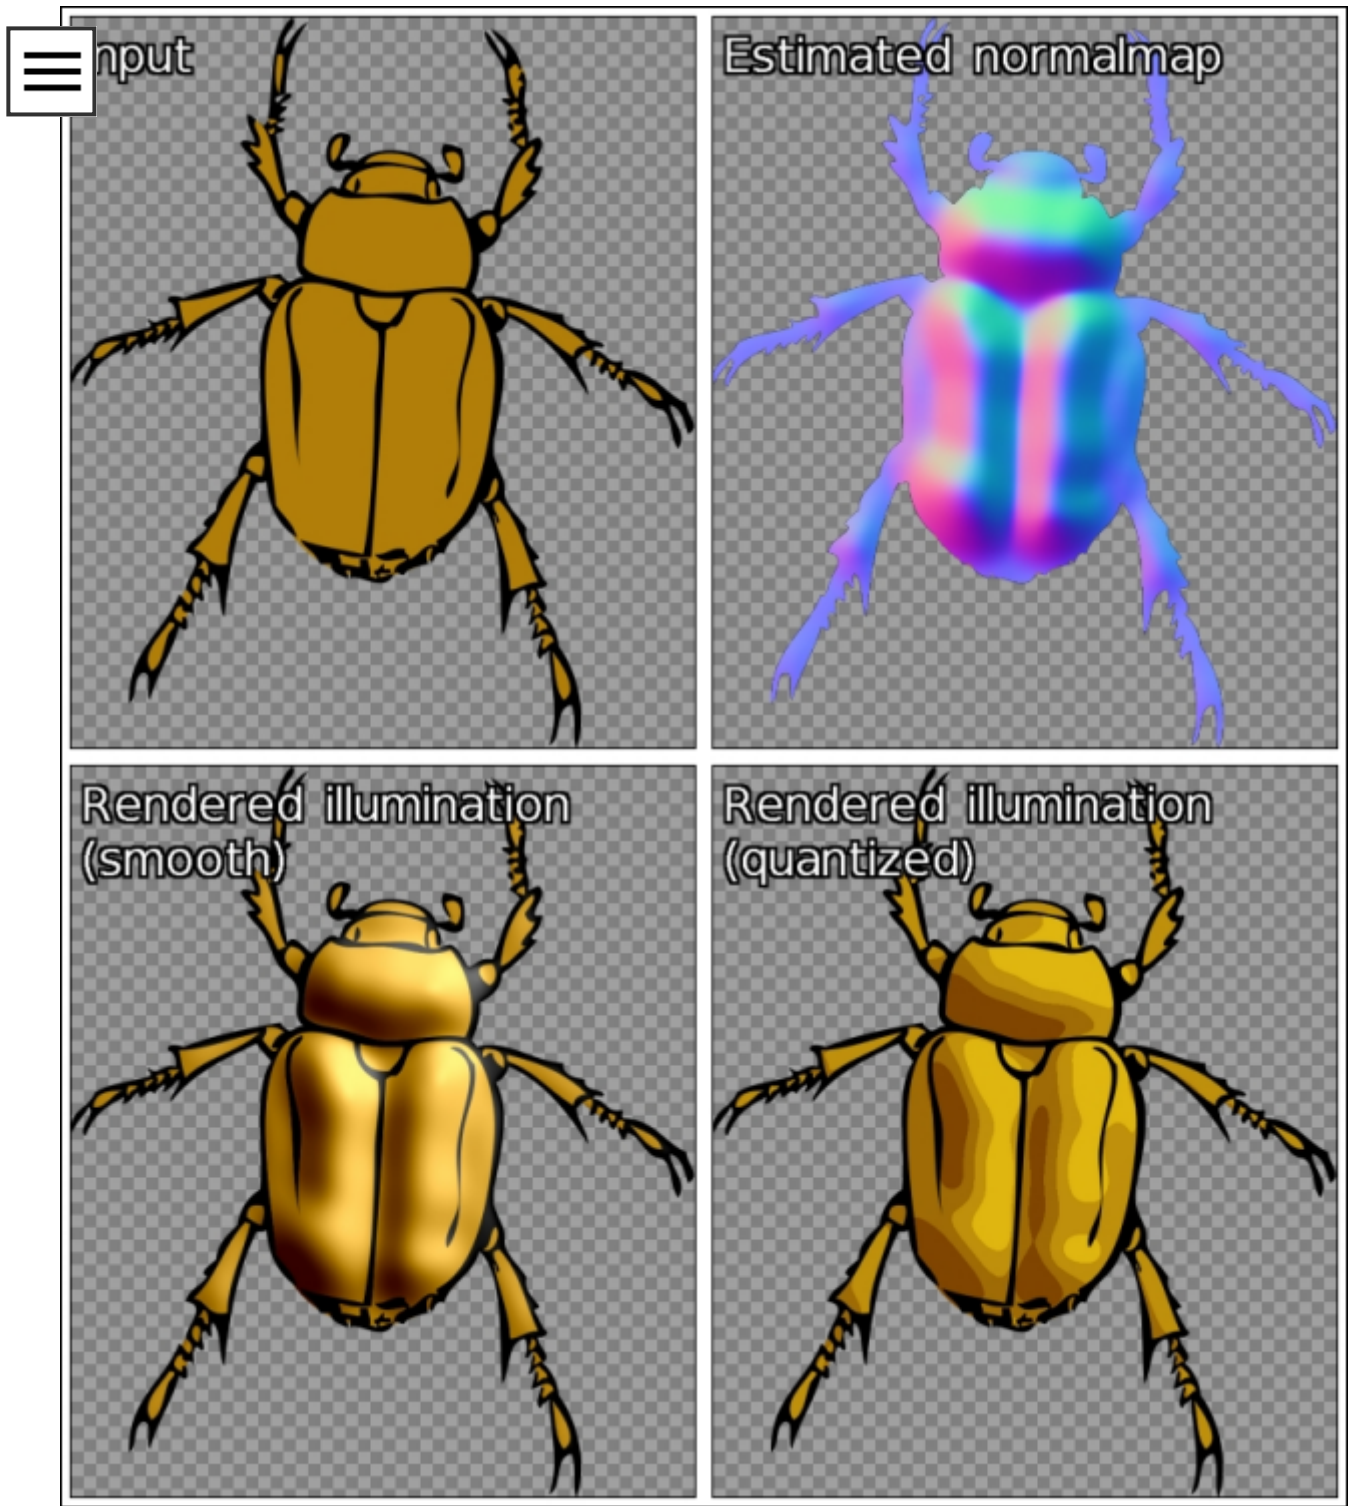 nput
Estimated normalmap
Rendered illumination
(smooth)
Rendered illumination
(quantized)